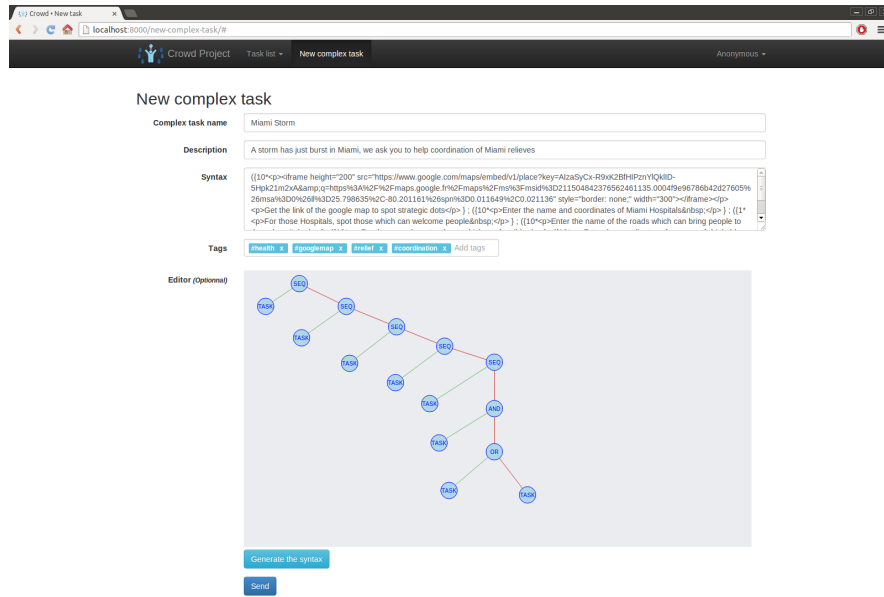 Crowd • New task
localhost:8000/new-complex-task/#
Crowd Project Task list New complex task Anonymous
New complex task
Complex task name Miami Storm
Description A storm has just burst in Miami, we ask you to help coordination of Miami relieves
Syntax ({10*<p><iframe height="200" src="https://www.google.com/maps/embed/v1/place?key=AIzaSyCx-R9xK2BfHIPznYlQkIlD-
5Hpk21m2xA&amp;q=https%3A%2F%2Fmaps.google.fr%2Fmaps%2Fms%3Fmsid%3D211504842376562461135.0004f9e96786b42d27605%
26msa%3D0%26ll%3D25.798635%2C-80.201161%26spn%3D0.011649%2C0.021136" style="border: none;" width="300"></iframe></p>
<p>Get the link of the google map to spot strategic dots</p> } ; ({10*<p>Enter the name and coordinates of Miami Hospitals&nbsp;</p> } ; ({1*
<p>For those Hospitals, spot those which can welcome people&nbsp;</p> } ; ({10*<p>Enter the name of the roads which can bring people to
Tags #health x #googlemap x #relief x #coordination x Add tags
Editor (Optionnal)
SEQ
TASK SEQ
SEQ
TASK
SEQ
TASK SEQ
TASK
TASK AND
TASK OR
TASK TASK
Generate the syntax
Send